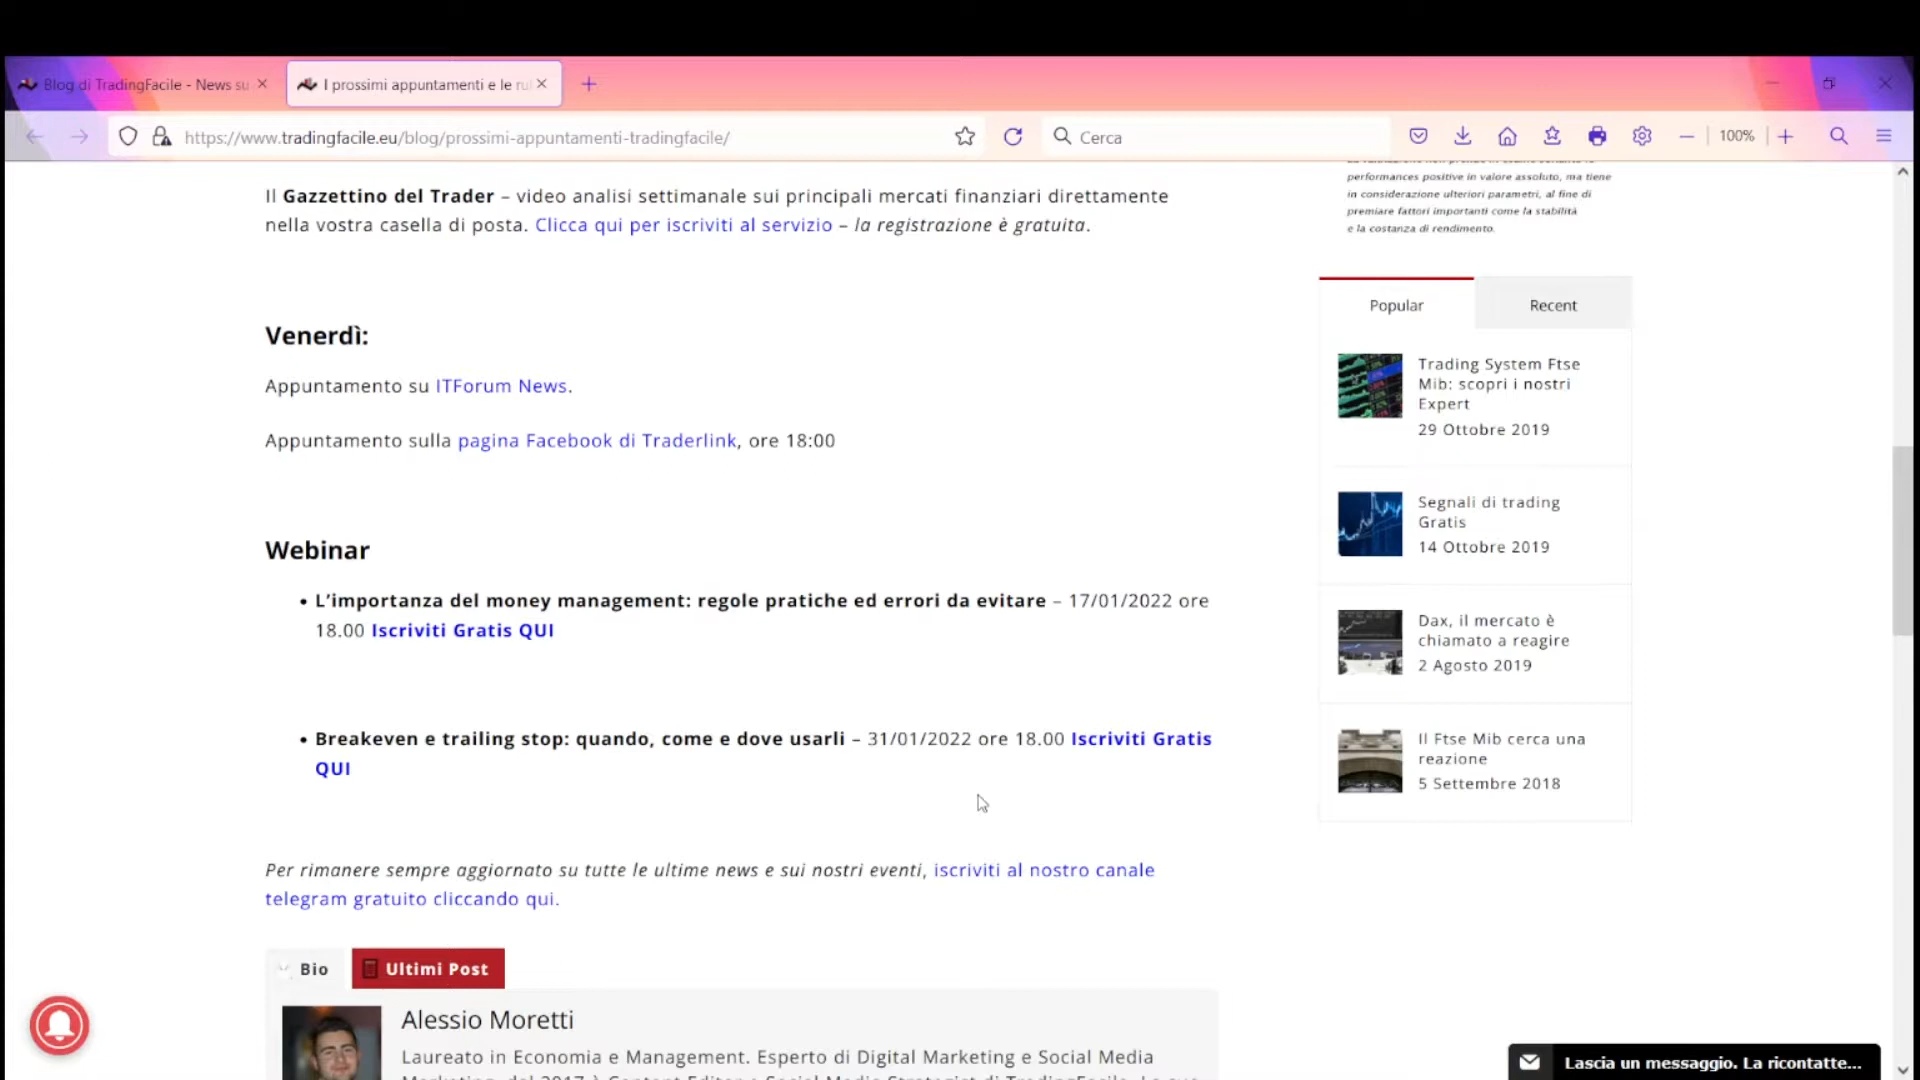 Blog di TradingFacile - News su
I prossimi appuntamenti e le ru
https://www.tradingfacile.eu/blog/prossimi-appuntamenti-tradingfacile/
Cerca
100%
Il Gazzettino del Trader – video analisi settimanale sui principali mercati finanziari direttamente
nella vostra casella di posta. Clicca qui per iscriviti al servizio – la registrazione è gratuita.
Venerdì:
Appuntamento su ITForum News.
Appuntamento sulla pagina Facebook di Traderlink, ore 18:00
Webinar
• L’importanza del money management: regole pratiche ed errori da evitare – 17/01/2022 ore
18.00 Iscriviti Gratis QUI
• Breakeven e trailing stop: quando, come e dove usarli – 31/01/2022 ore 18.00 Iscriviti Gratis
QUI
Per rimanere sempre aggiornato su tutte le ultime news e sui nostri eventi, iscriviti al nostro canale
telegram gratuito cliccando qui.
Bio
Ultimi Post
Alessio Moretti
Laureato in Economia e Management. Esperto di Digital Marketing e Social Media
performances positive in valore assoluto, ma tiene
in considerazione ulteriori parametri, al fine di
premiare fattori importanti come la stabilità
e la costanza di rendimento.
Popular
Recent
Trading System Ftse
Mib: scopri i nostri
Expert
29 Ottobre 2019
Segnali di trading
Gratis
14 Ottobre 2019
Dax, il mercato è
chiamato a reagire
2 Agosto 2019
Il Ftse Mib cerca una
reazione
5 Settembre 2018
Lascia un messaggio. La ricontatte...